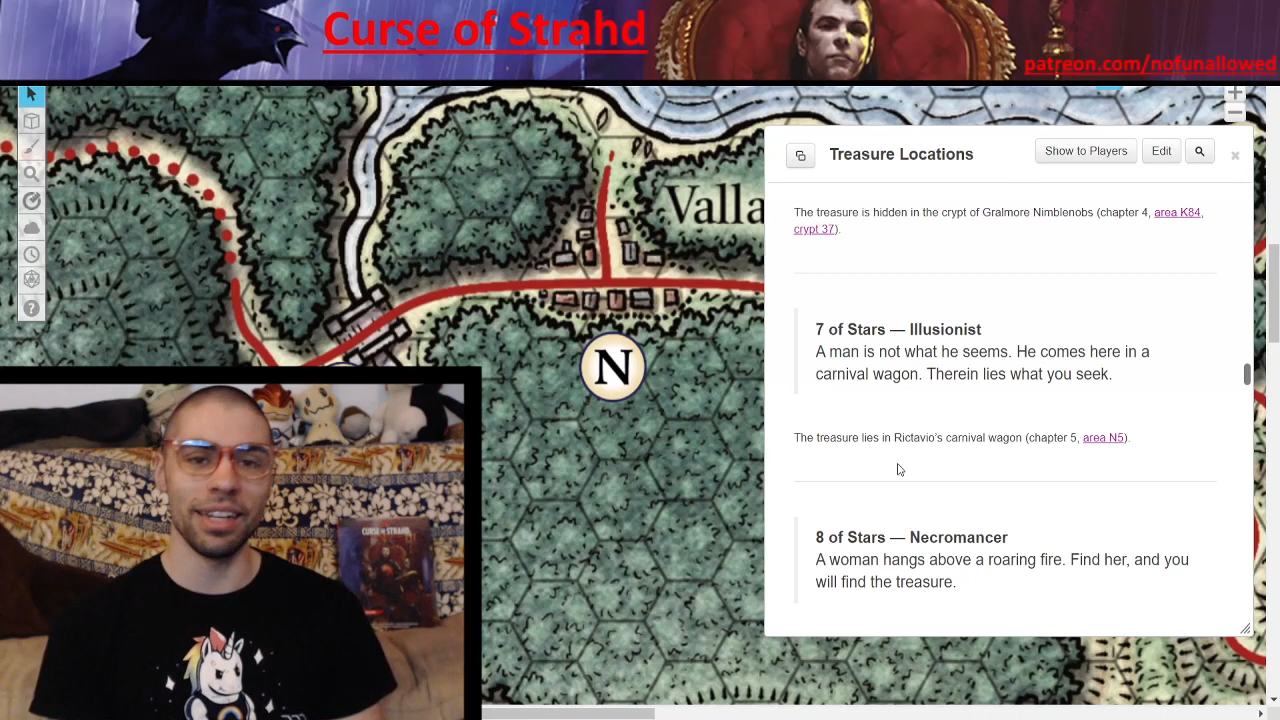 Curse of Strahd
patreon.com/nofunallowed
Treasure Locations
Show to Players
Edit
The treasure is hidden in the crypt of Gralmore Nimblenobs (chapter 4, area K84,
crypt 37).
Valla
7 of Stars — Illusionist
A man is not what he seems. He comes here in a
carnival wagon. Therein lies what you seek.
N
The treasure lies in Rictavio's carnival wagon (chapter 5, area N5).
8 of Stars — Necromancer
A woman hangs above a roaring fire. Find her, and you
will find the treasure.
CURSE OF STRAHD